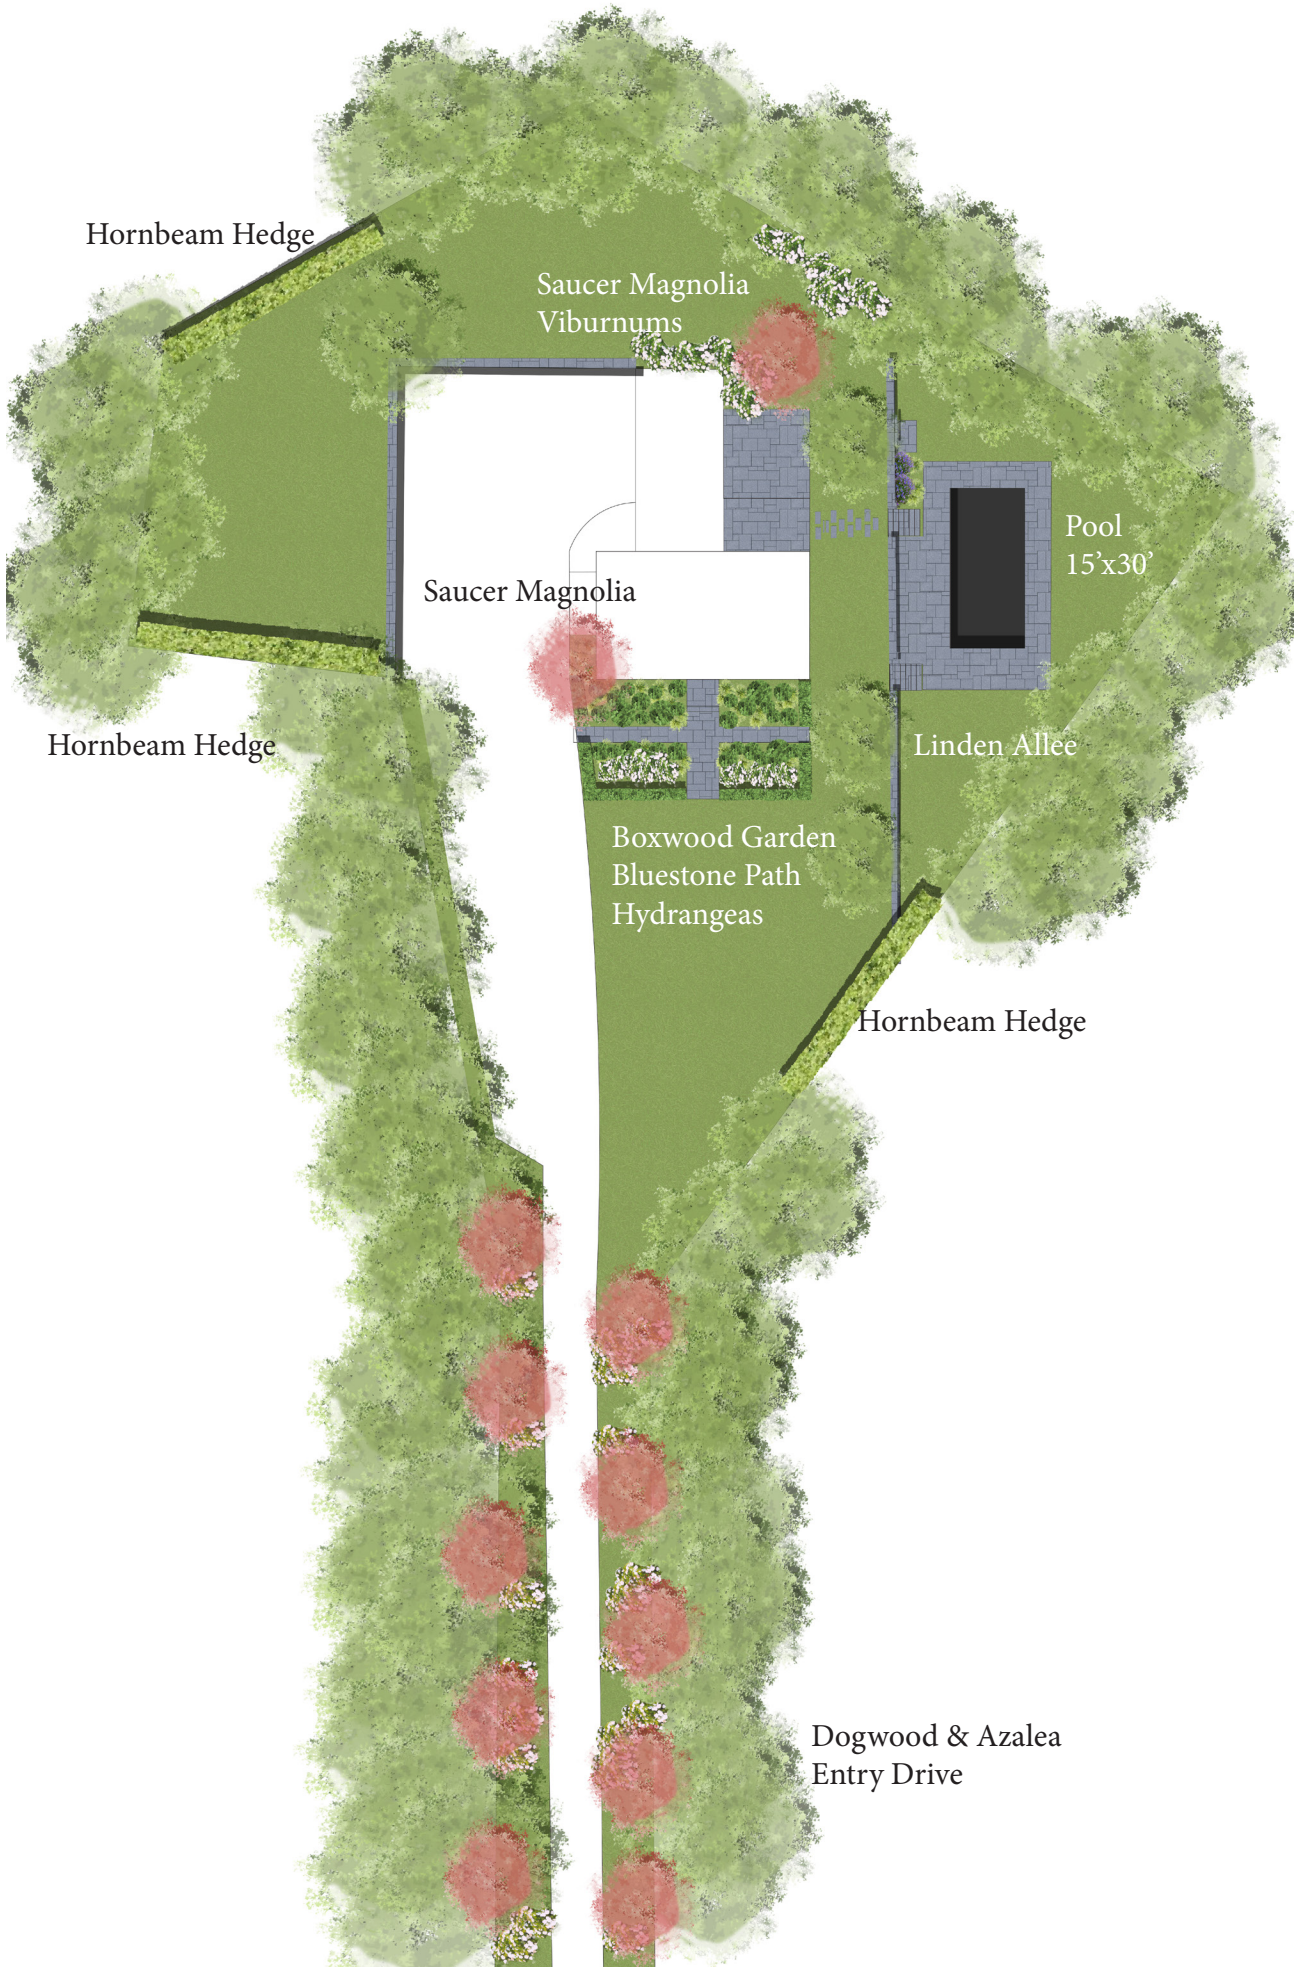 Hornbeam Hedge
Saucer Magnolia
Viburnums
Pool
15’x30’
Saucer Magnolia
Hornbeam Hedge
Linden Allee
Boxwood Garden
Bluestone Path
Hydrangeas
Hornbeam Hedge
Dogwood & Azalea
Entry Drive